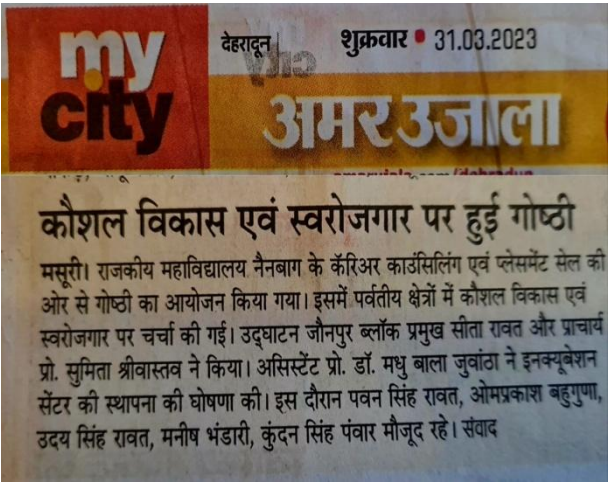 my
city
देहरादून
शुक्रवार • 31.03.2023
अमर उजाला
कौशल विकास एवं स्वरोजगार पर हुई गोष्ठी
मसूरी। राजकीय महाविद्यालय नैनबाग के कॅरिअर काउंसिलिंग एवं प्लेसमेंट सेल की
ओर से गोष्ठी का आयोजन किया गया। इसमें पर्वतीय क्षेत्रों में कौशल विकास एवं
स्वरोजगार पर चर्चा की गई। उद्घाटन जौनपुर ब्लॉक प्रमुख सीता रावत और प्राचार्य
प्रो. सुमिता श्रीवास्तव ने किया। असिस्टेंट प्रो. डॉ. मधु बाला जुवांठा ने इनक्यूबेशन
सेंटर की स्थापना की घोषणा की। इस दौरान पवन सिंह रावत, ओमप्रकाश बहुगुणा,
उदय सिंह रावत, मनीष भंडारी, कुंदन सिंह पंवार मौजूद रहे। संवाद